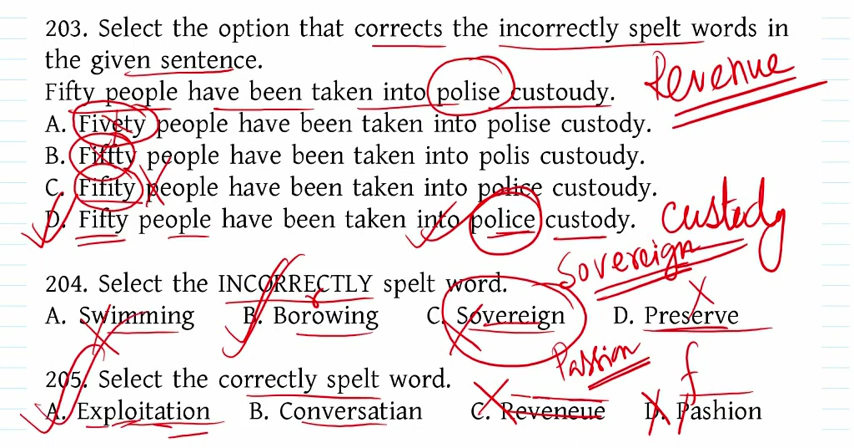 203. Select the option that corrects the incorrectly spelt words in
the given sentence.
Revenue
Fifty people have been taken into polise custoudy.
A. Fivety people have been taken into polise custody.
B. Fiffty people have been taken into polis custoudy.
C. Fifity people have been taken into police custoudy.
D. Fifty people have been taken into police custody.
custody
Sovereign
204. Select the INCORRECTLY spelt word.
r
A. Swimming B. Borowing C. Sovereign D. Preserve
Passion
f
205. Select the correctly spelt word.
A. Exploitation B. Conversatian C. Reveneue D. Pashion